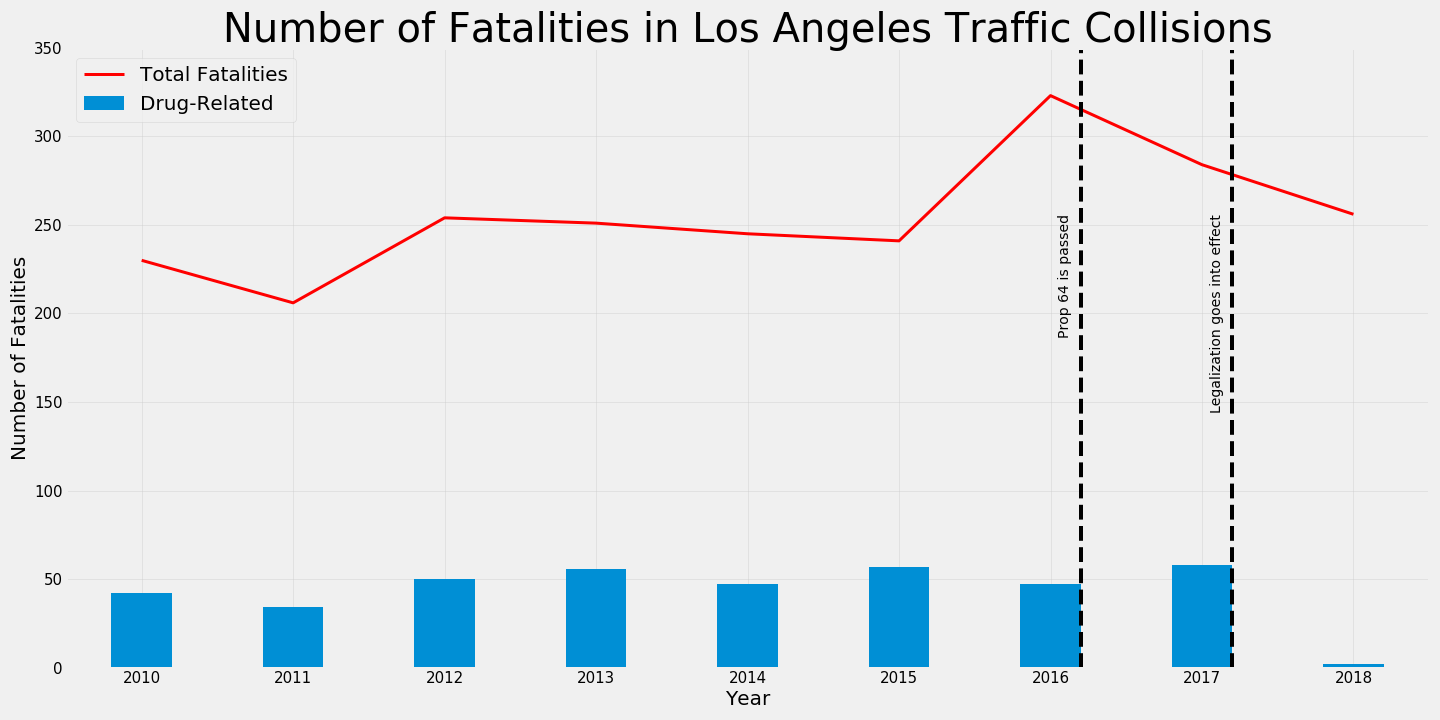 Number of Fatalities in Los Angeles Traffic Collisions
Total Fatalities
Drug-Related
Number of Fatalities
350
300
250
200
150
100
50
0
Prop 64 is passed
Legalization goes into effect
2010 2011 2012 2013 2014 2015 2016 2017 2018
Year